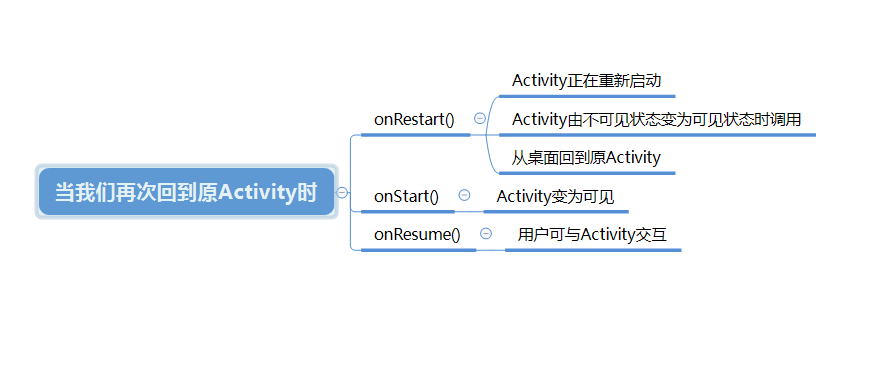 当我们再次回到原Activity时
onRestart()
Activity正在重新启动
Activity由不可见状态变为可见状态时调用
从桌面回到原Activity
onStart()
Activity变为可见
onResume()
用户可与Activity交互